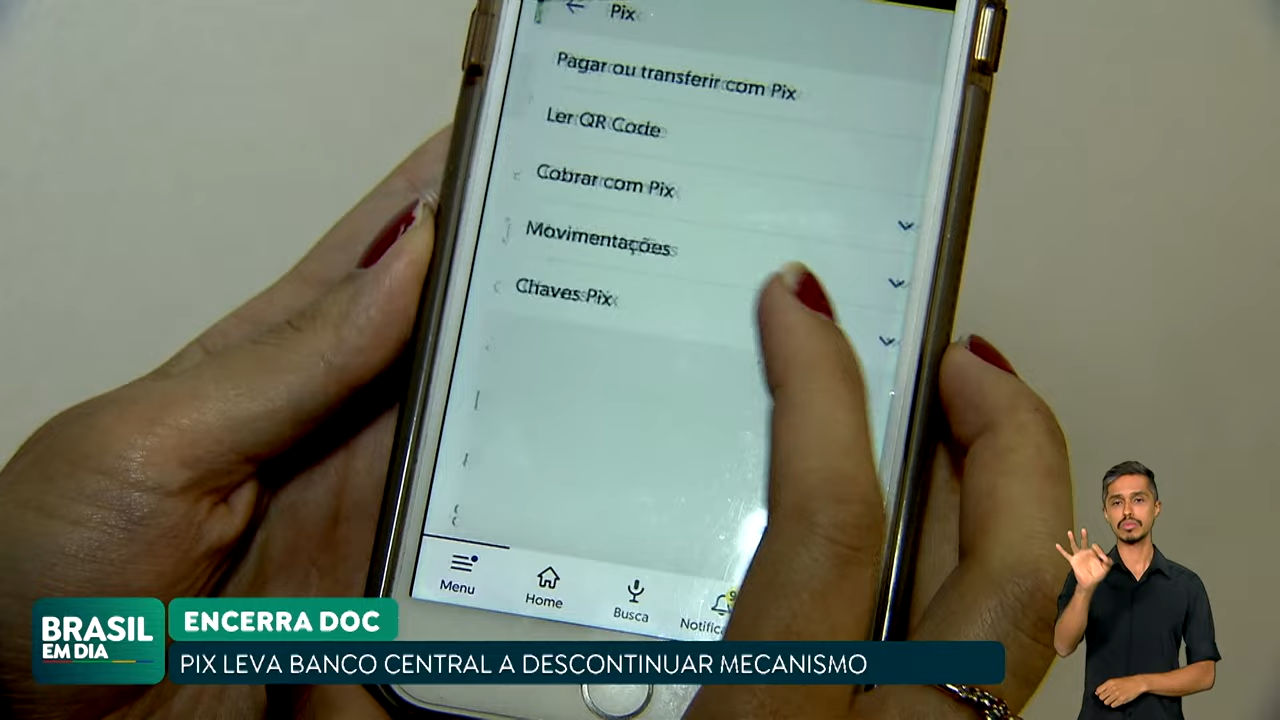 Pix
Pagar ou transferir com Pix
Ler QR Code
Cobrar com Pix
Movimentações
Chaves Pix
Menu
Home
Busca
Notific
BRASIL
EM DIA
ENCERRA DOC
PIX LEVA BANCO CENTRAL A DESCONTINUAR MECANISMO